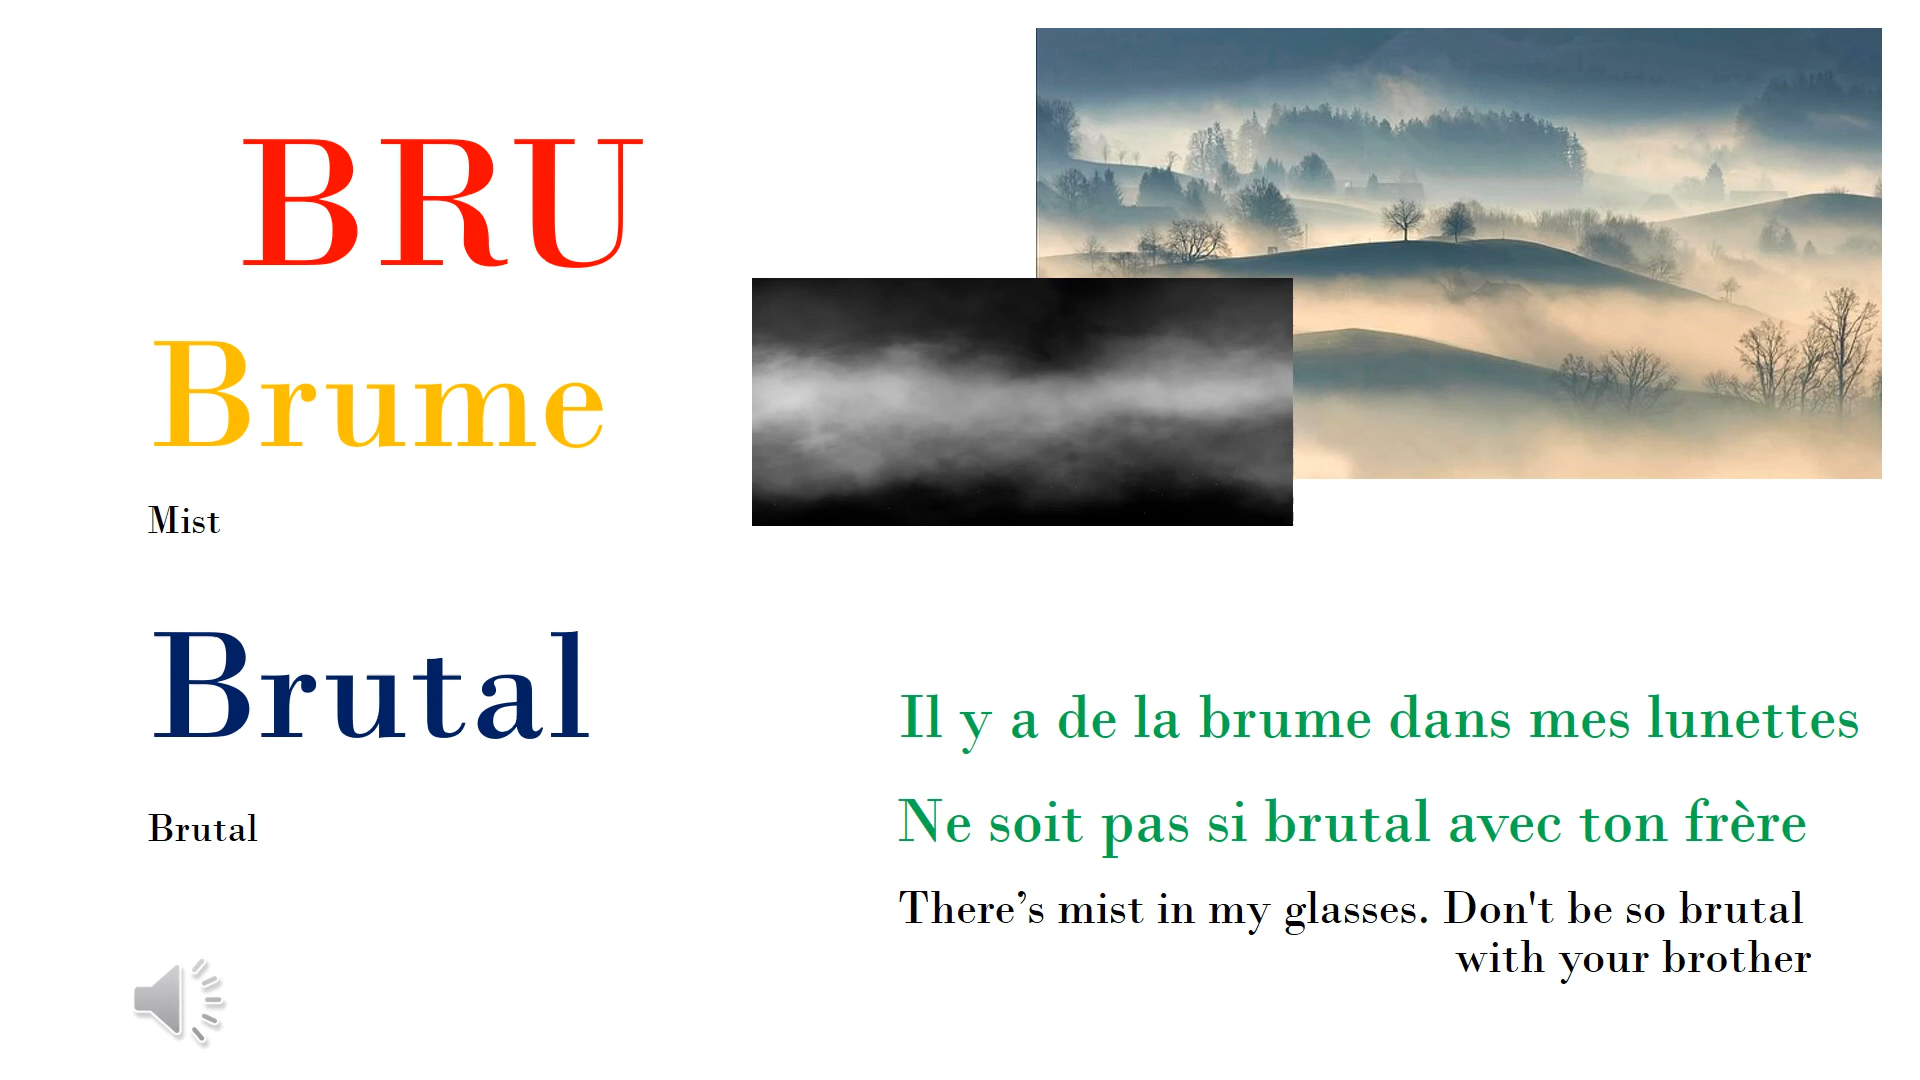 BRU
Brume
Mist
Brutal
Brutal
Il y a de la brume dans mes lunettes
Ne soit pas si brutal avec ton frère
There’s mist in my glasses. Don't be so brutal
with your brother